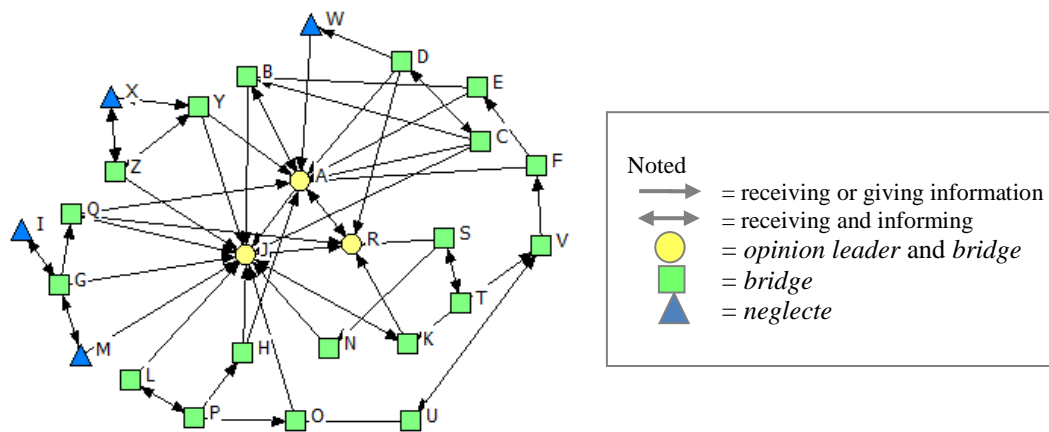 W
D
B
E
X
Y
C
F
Z
A
Q
I
R
S
J
V
G
T
H
N
K
M
L
P
O
U
Noted
= receiving or giving information
= receiving and informing
= opinion leader and bridge
= bridge
= neglecte